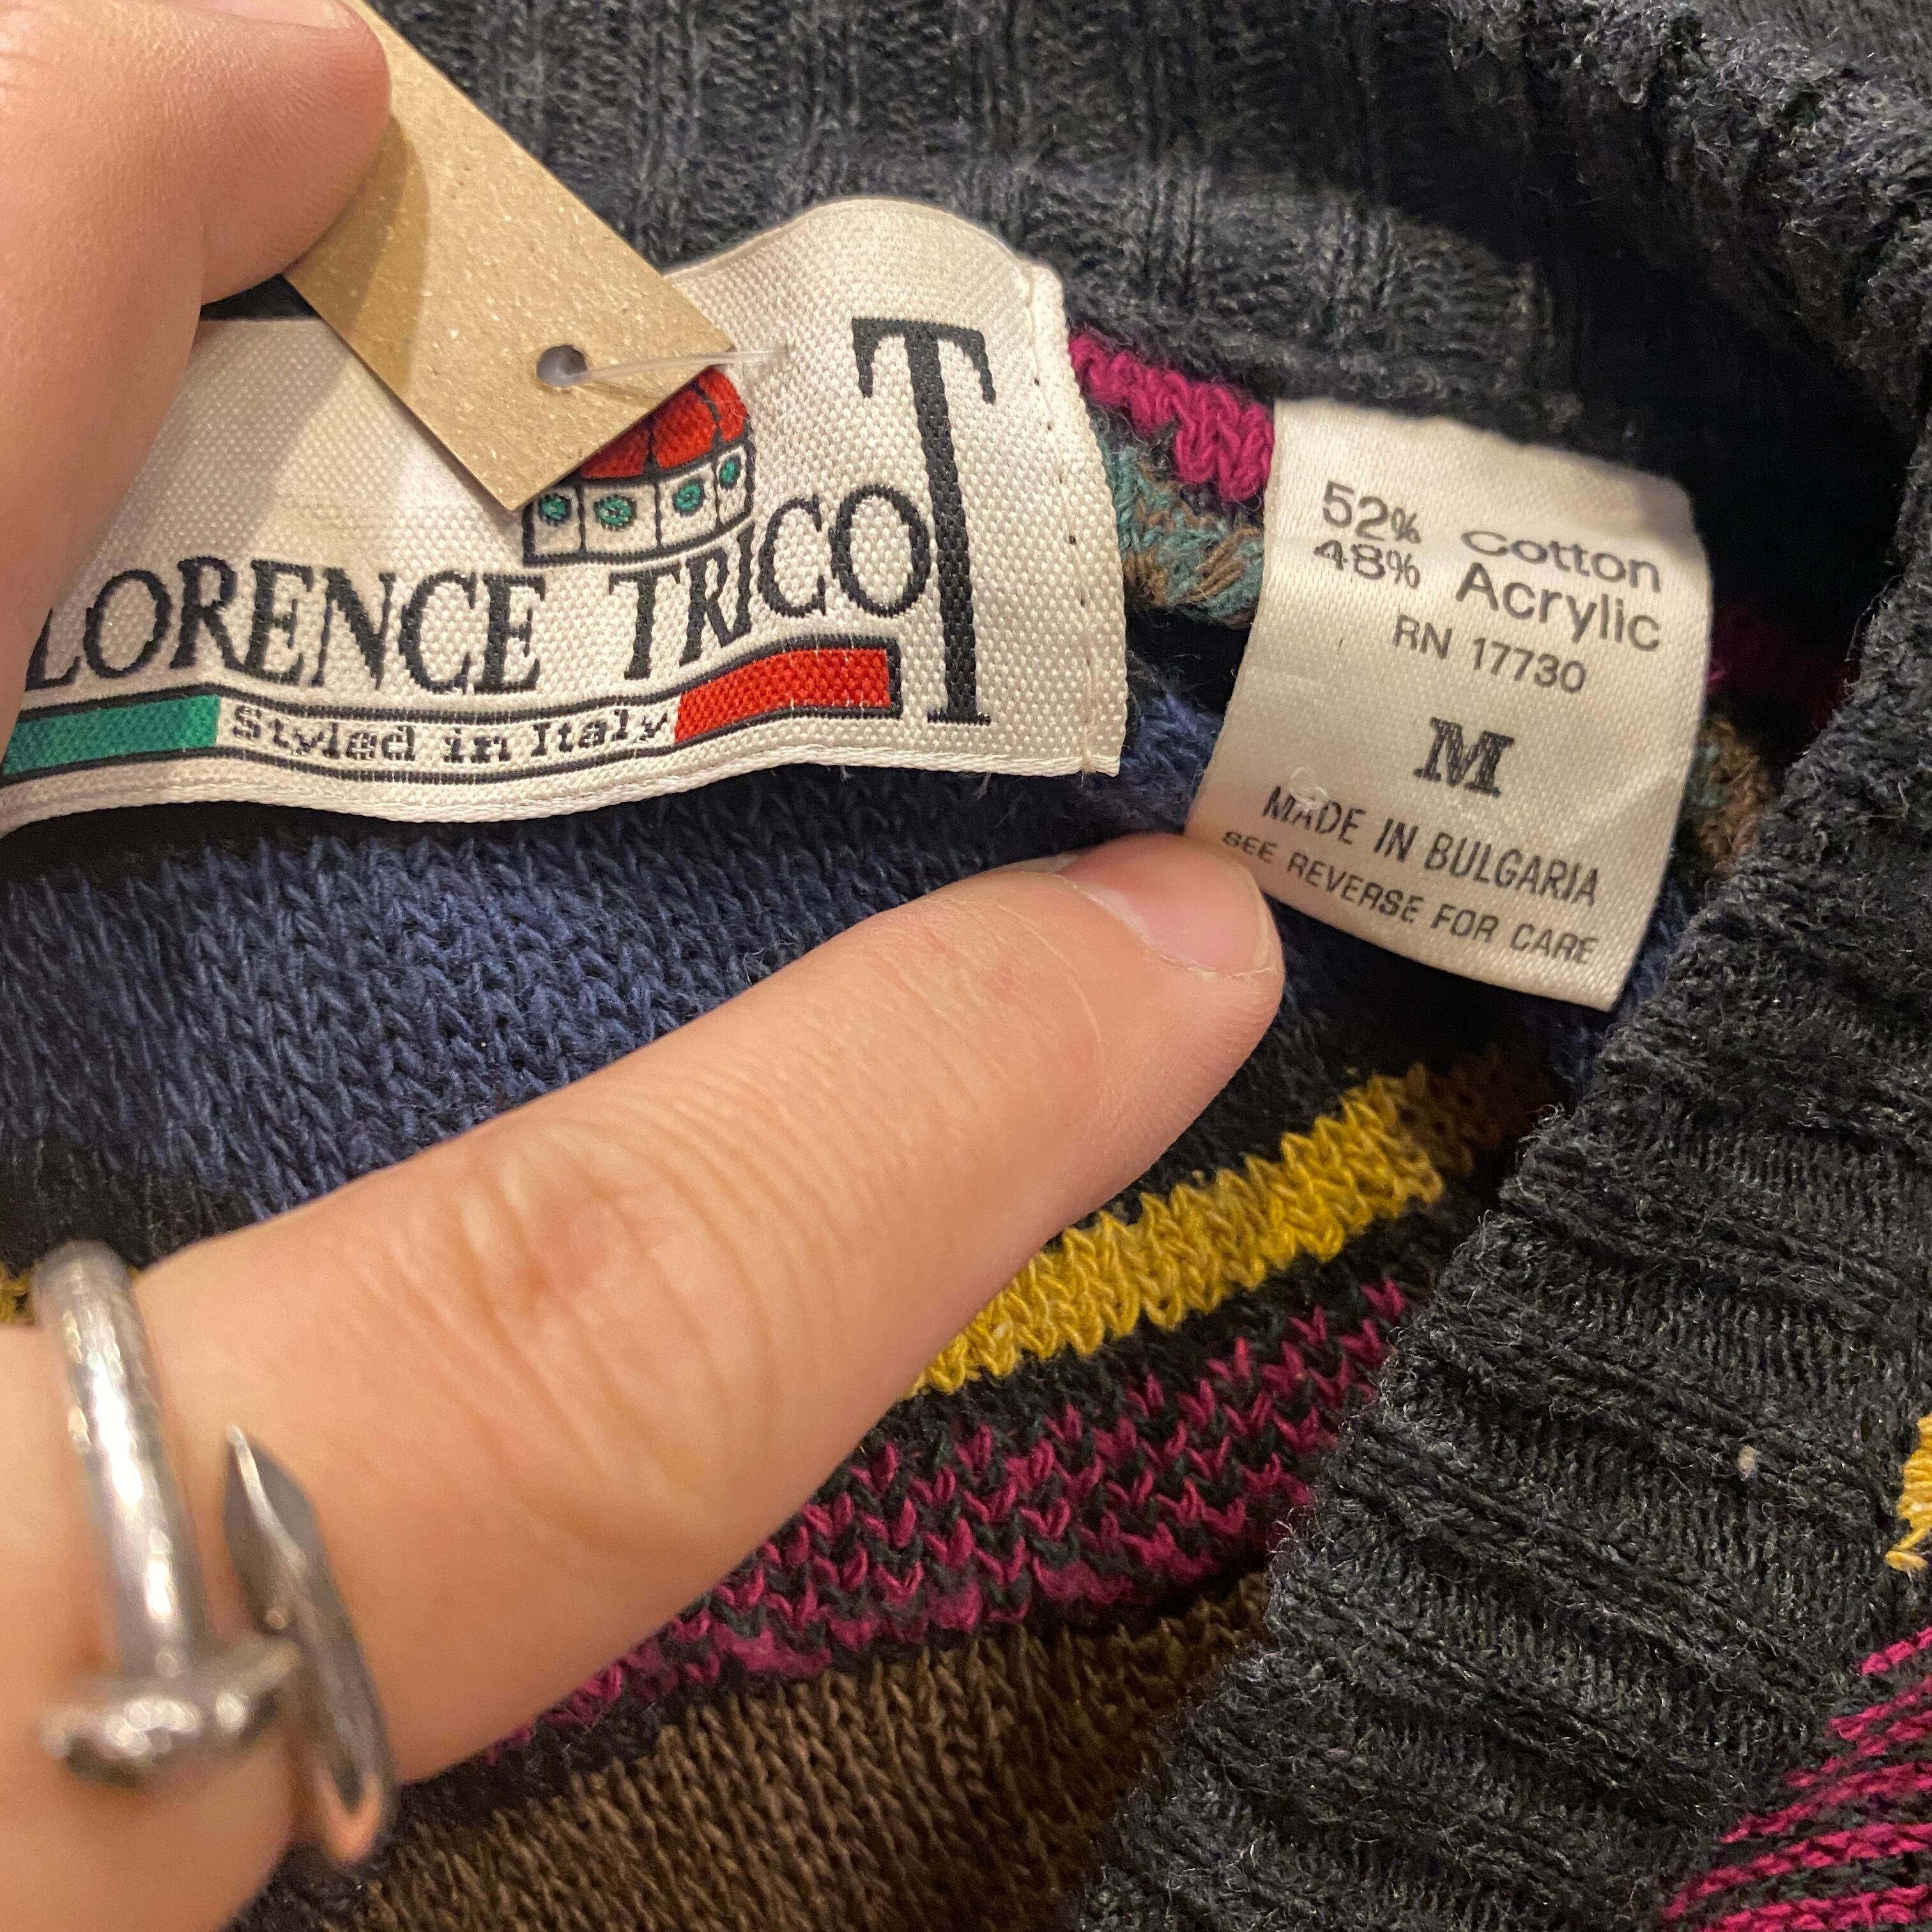 LORENCE TRICOT
Styled in Italy
52% Cotton
48% Acrylic
RN 17730
M
MADE IN BULGARIA
SEE REVERSE FOR CARE